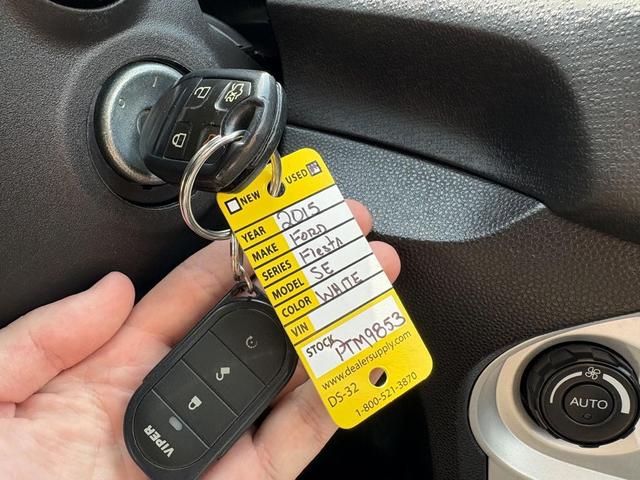 NEW USED
YEAR 2015
MAKE FORD
SERIES Fiesta
MODEL SE
COLOR WHITE
VIN
STOCK PTM9853
www.dealersupply.com
DS-32 1-800-521-3870
VIPER
AUTO